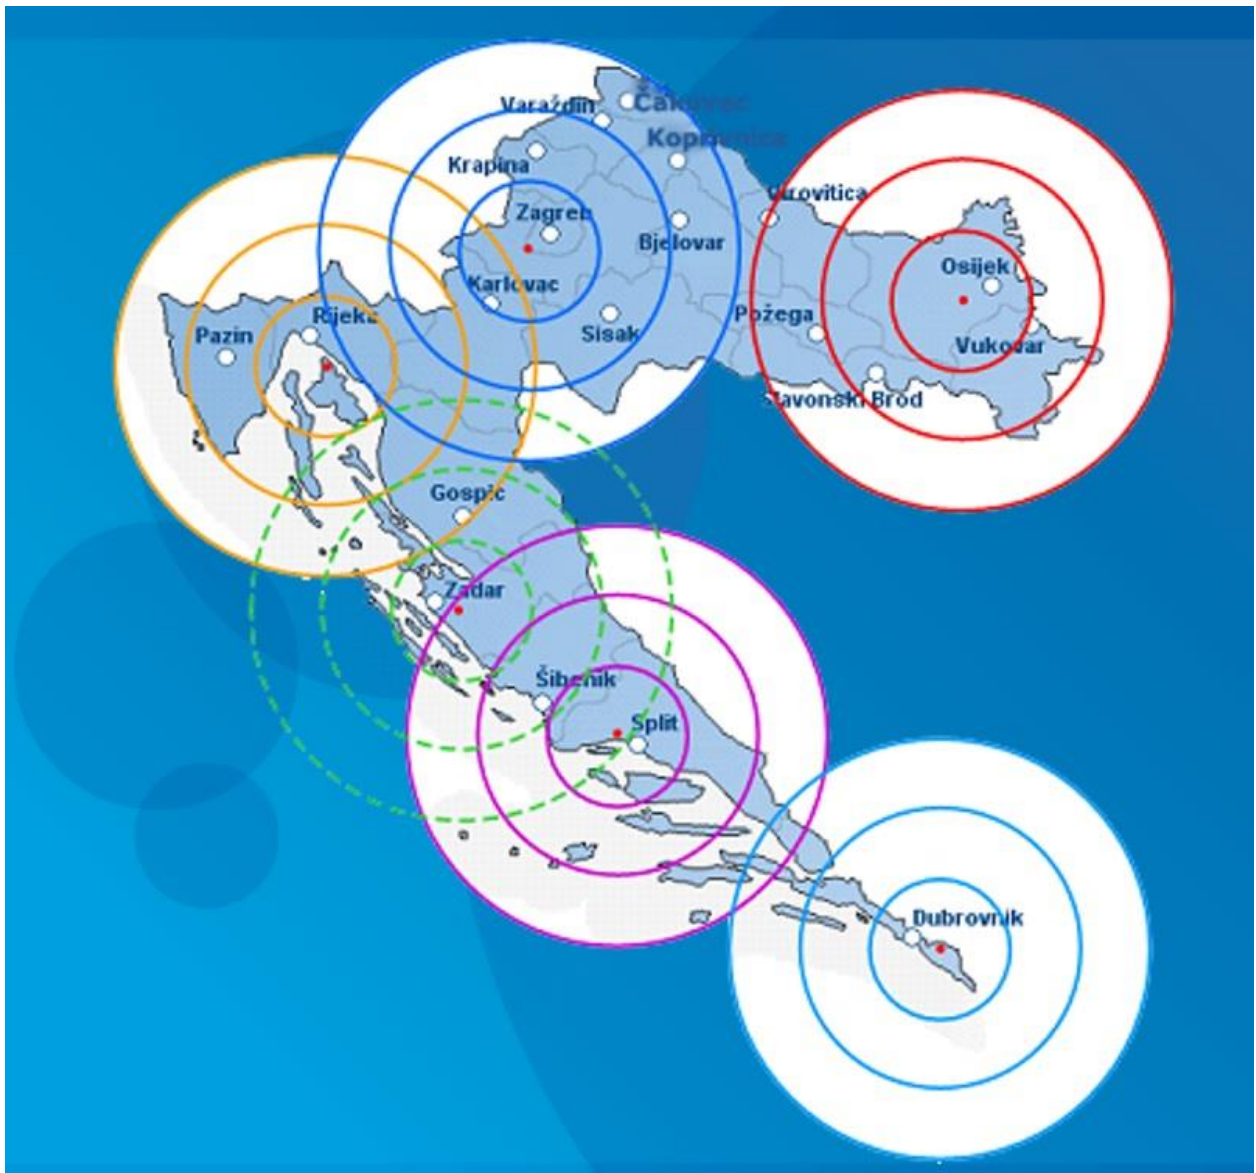 Varaždin
Čakovec
Koprivnica
Krapina
Virovitica
Zagreb
Bjelovar
Osijek
Karlovac
Rijeka
Sisak
Požega
Pazin
Vukovar
Slavonski Brod
Gospic
Zadar
Šibenik
Split
Dubrovnik